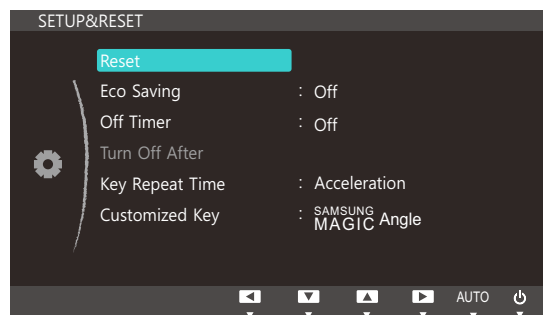 SETUP&RESET
Reset
Eco Saving : Off
Off Timer : Off
Turn Off After
Key Repeat Time : Acceleration
Customized Key : SAMSUNG MAGIC Angle
AUTO